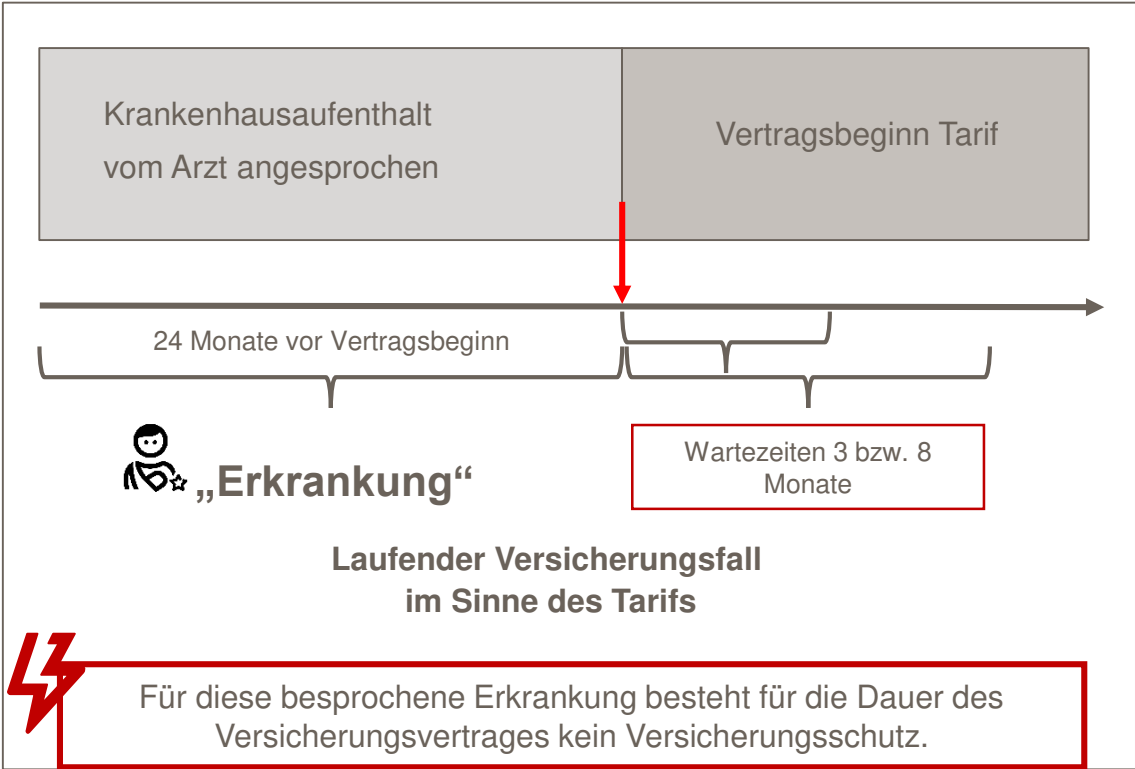 Krankenhausaufenthalt
vom Arzt angesprochen
Vertragsbeginn Tarif
24 Monate vor Vertragsbeginn
„Erkrankung“
Wartezeiten 3 bzw. 8
Monate
Laufender Versicherungsfall
im Sinne des Tarifs
Für diese besprochene Erkrankung besteht für die Dauer des
Versicherungsvertrages kein Versicherungsschutz.